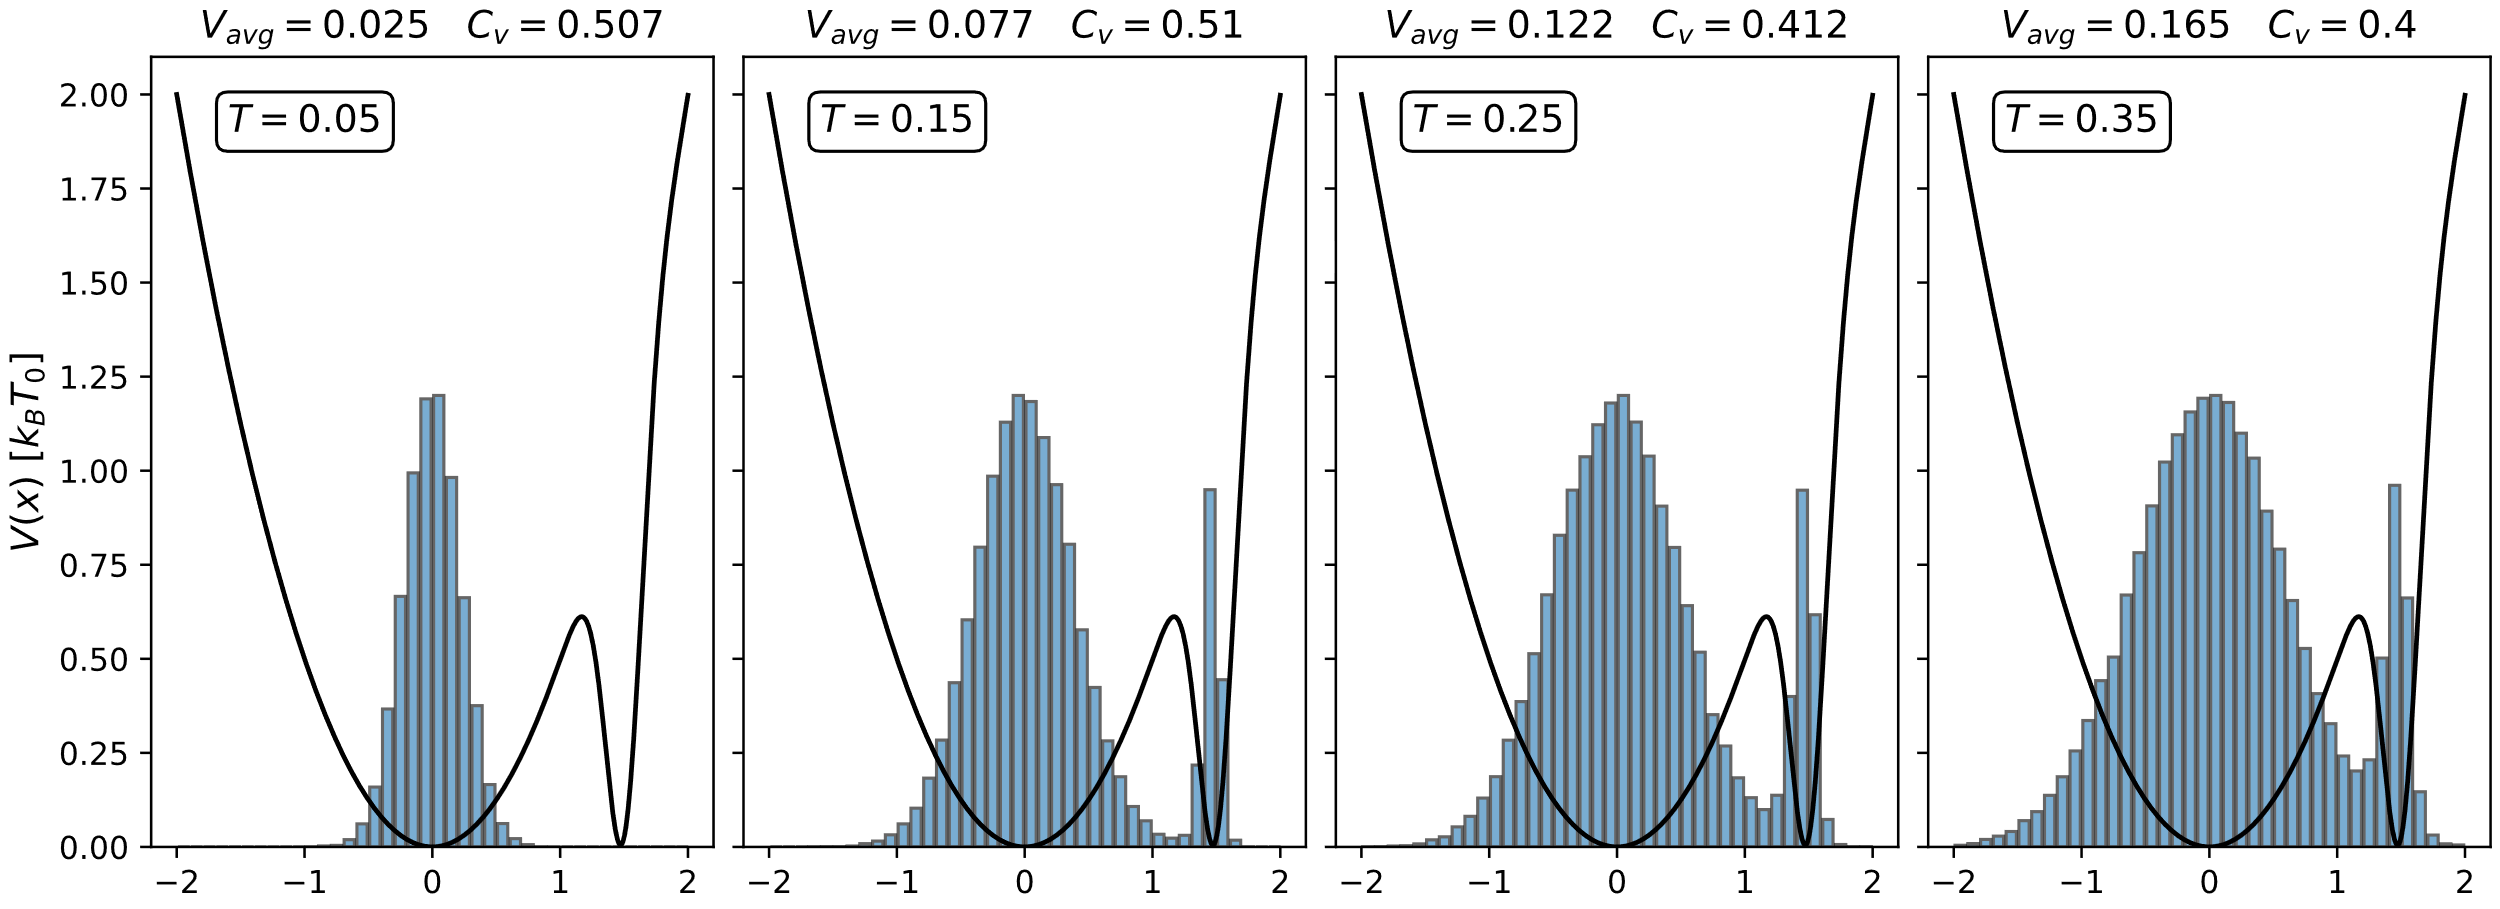 V_avg = 0.025 C_v = 0.507
V_avg = 0.077 C_v = 0.51
V_avg = 0.122 C_v = 0.412
V_avg = 0.165 C_v = 0.4
T = 0.05
T = 0.15
T = 0.25
T = 0.35
V(x) [k_B T_0]
2.00
1.75
1.50
1.25
1.00
0.75
0.50
0.25
0.00
−2 −1 0 1 2
−2 −1 0 1 2
−2 −1 0 1 2
−2 −1 0 1 2